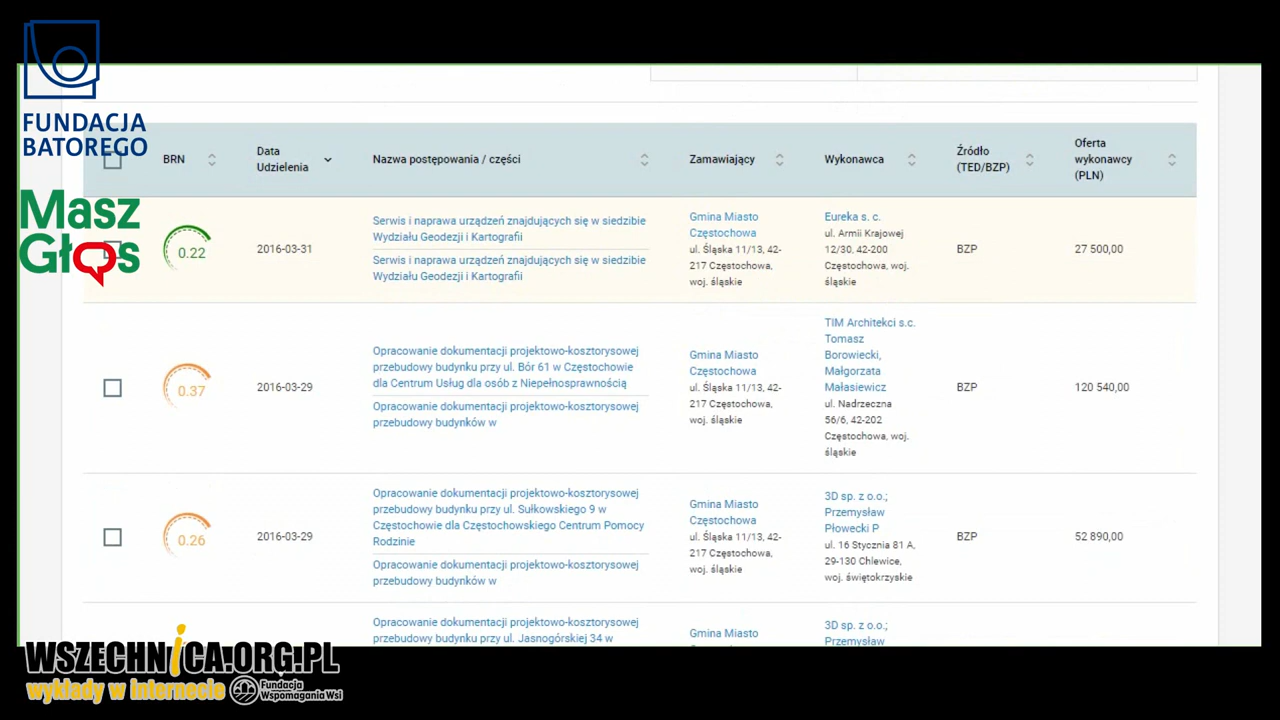 FUNDACJA
BATOREGO
Masz
Głos
BRN
Data
Udzielenia
Nazwa postępowania / części
Zamawiający
Wykonawca
Źródło
(TED/BZP)
Oferta
wykonawcy
(PLN)
0.22
2016-03-31
Serwis i naprawa urządzeń znajdujących się w siedzibie
Wydziału Geodezji i Kartografii
Serwis i naprawa urządzeń znajdujących się w siedzibie
Wydziału Geodezji i Kartografii
Gmina Miasto
Częstochowa
ul. Śląska 11/13, 42-
217 Częstochowa,
woj. śląskie
Eureka s. c.
ul. Armii Krajowej
12/30, 42-200
Częstochowa, woj.
śląskie
BZP
27 500,00
0.37
2016-03-29
Opracowanie dokumentacji projektowo-kosztorysowej
przebudowy budynku przy ul. Bór 61 w Częstochowie
dla Centrum Usług dla osób z Niepełnosprawnością
Opracowanie dokumentacji projektowo-kosztorysowej
przebudowy budynków w
Gmina Miasto
Częstochowa
ul. Śląska 11/13, 42-
217 Częstochowa,
woj. śląskie
TIM Architekci s.c.
Tomasz
Borowiecki,
Małgorzata
Małasiewicz
ul. Nadrzeczna
56/6, 42-202
Częstochowa, woj.
śląskie
BZP
120 540,00
0.26
2016-03-29
Opracowanie dokumentacji projektowo-kosztorysowej
przebudowy budynku przy ul. Sułkowskiego 9 w
Częstochowie dla Częstochowskiego Centrum Pomocy
Rodzinie
Opracowanie dokumentacji projektowo-kosztorysowej
przebudowy budynków w
Gmina Miasto
Częstochowa
ul. Śląska 11/13, 42-
217 Częstochowa,
woj. śląskie
3D sp. z o.o.;
Przemysław
Płowecki P
ul. 16 Stycznia 81 A,
29-130 Chlewice,
woj. świętokrzyskie
BZP
52 890,00
Opracowanie dokumentacji projektowo-kosztorysowej
przebudowy budynku przy ul. Jasnogórskiej 34 w
Gmina Miasto
3D sp. z o.o.;
Przemysław
WSZECHNICA.ORG.PL
wykłady w internecie
Fundacja
Wspomagania Wsi